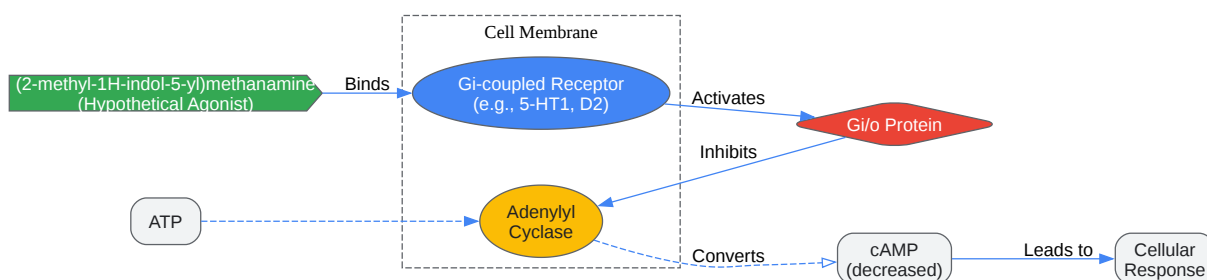 Cell Membrane
(2-methyl-1H-indol-5-yl)methanamine
(Hypothetical Agonist)
Binds
Gi-coupled Receptor
(e.g., 5-HT1, D2)
Activates
Gi/o Protein
Inhibits
ATP
Adenylyl
Cyclase
Converts
cAMP
(decreased)
Leads to
Cellular
Response